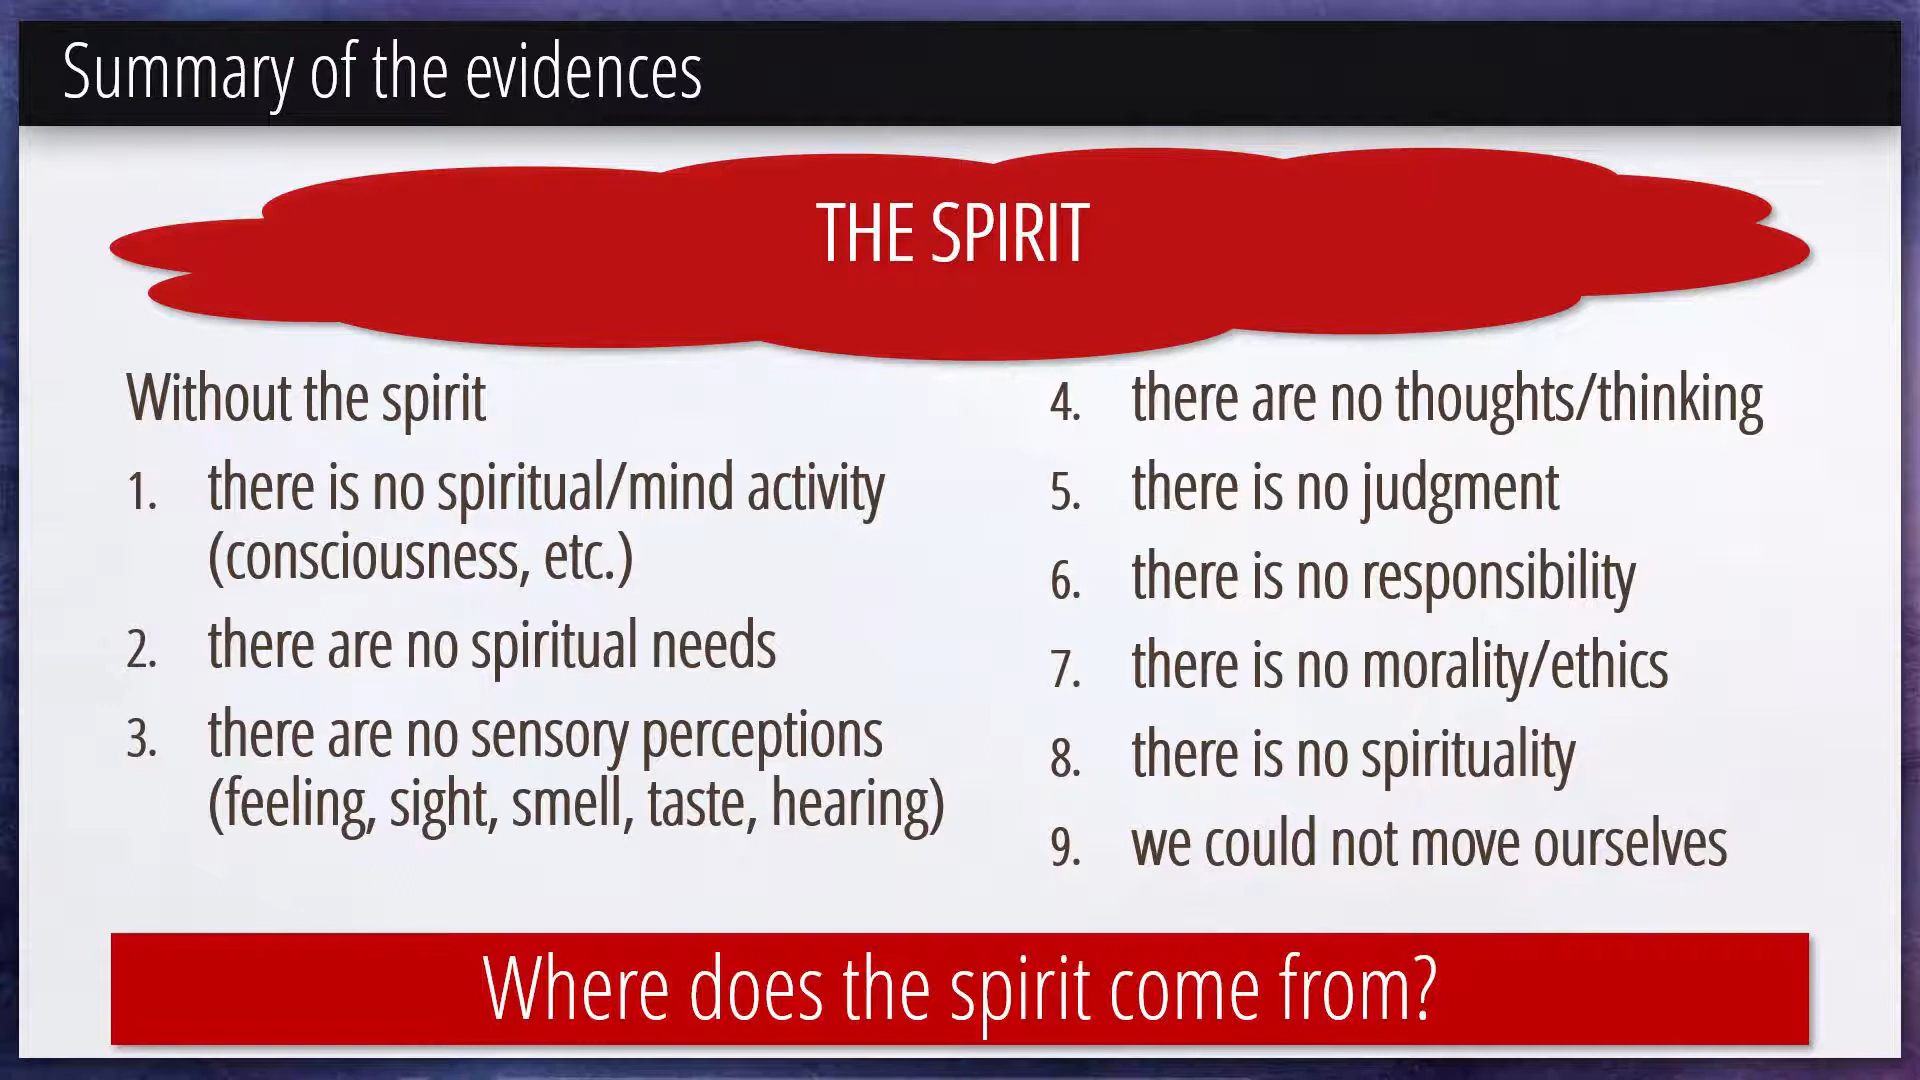 Summary of the evidences
THE SPIRIT
Without the spirit
1. there is no spiritual/mind activity
(consciousness, etc.)
2. there are no spiritual needs
3. there are no sensory perceptions
(feeling, sight, smell, taste, hearing)
4. there are no thoughts/thinking
5. there is no judgment
6. there is no responsibility
7. there is no morality/ethics
8. there is no spirituality
9. we could not move ourselves
Where does the spirit come from?